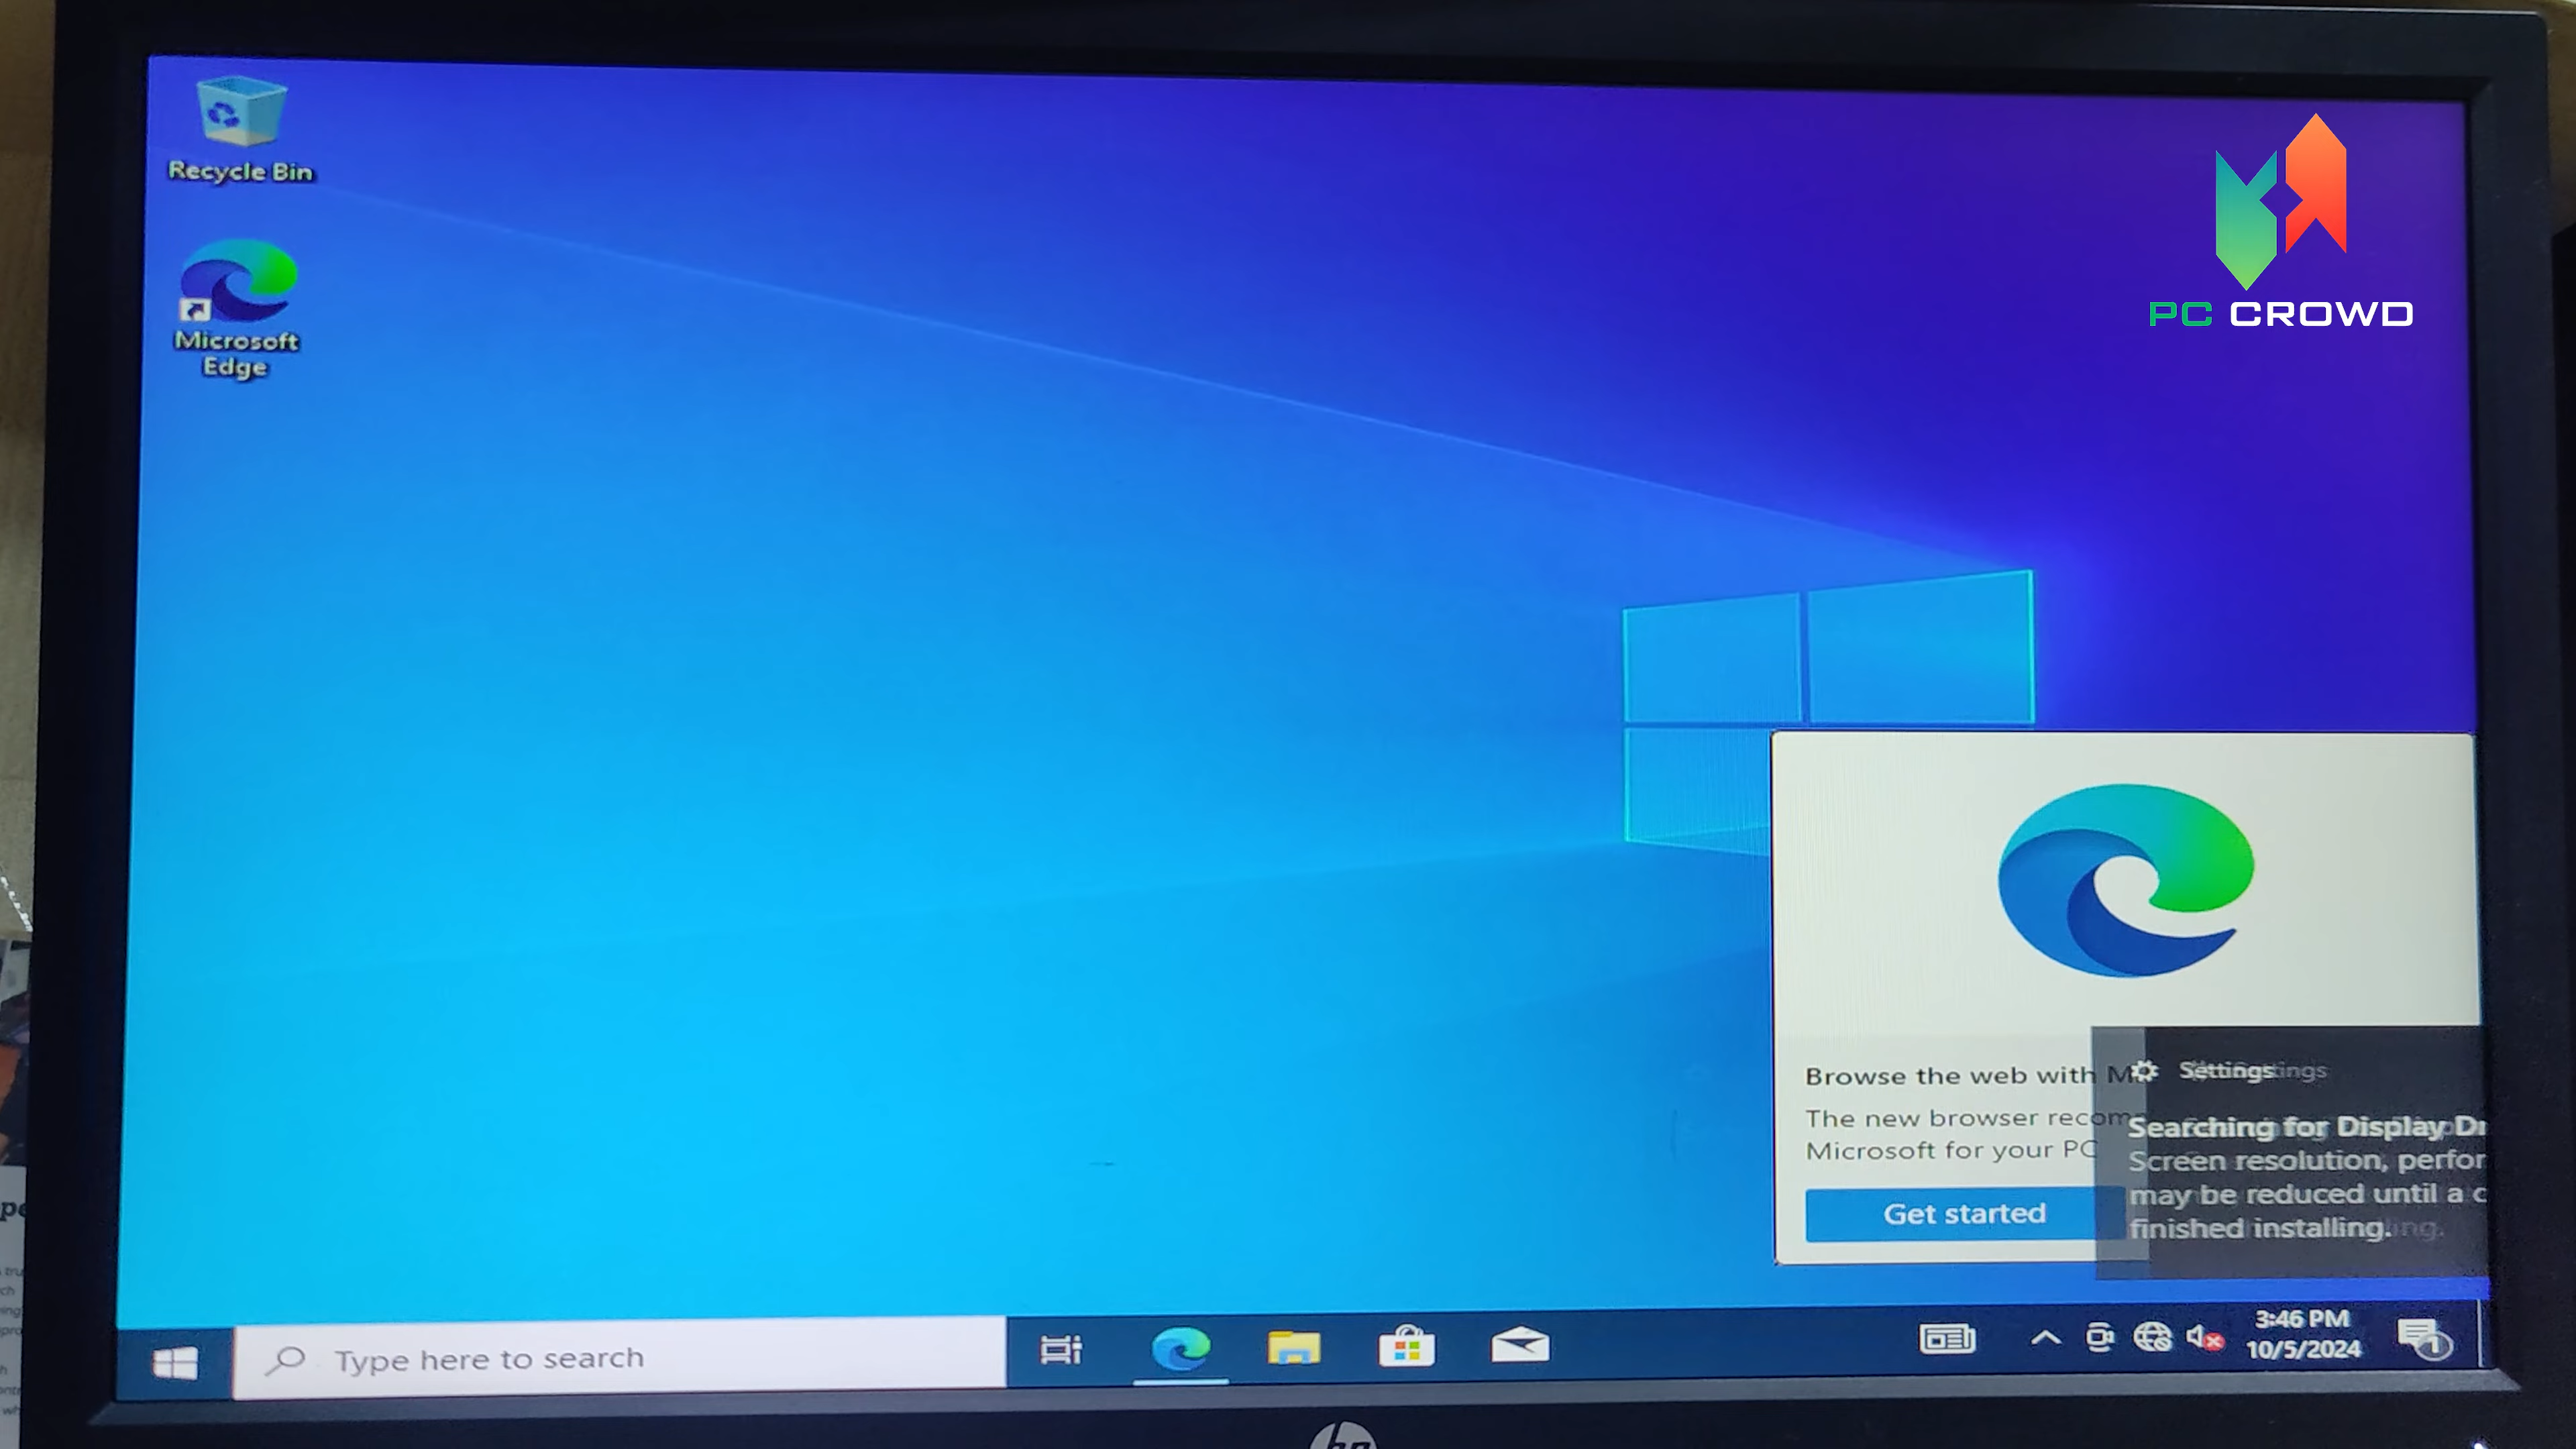 Recycle Bin
Microsoft
Edge
PC CROWD
Browse the web with
The new browser
Microsoft for your PC
Get started
Settings
Searching for Display
Screen resolution,
may be reduced until a
finished installing.
Type here to search
3:46 PM
10/5/2024
1
hp